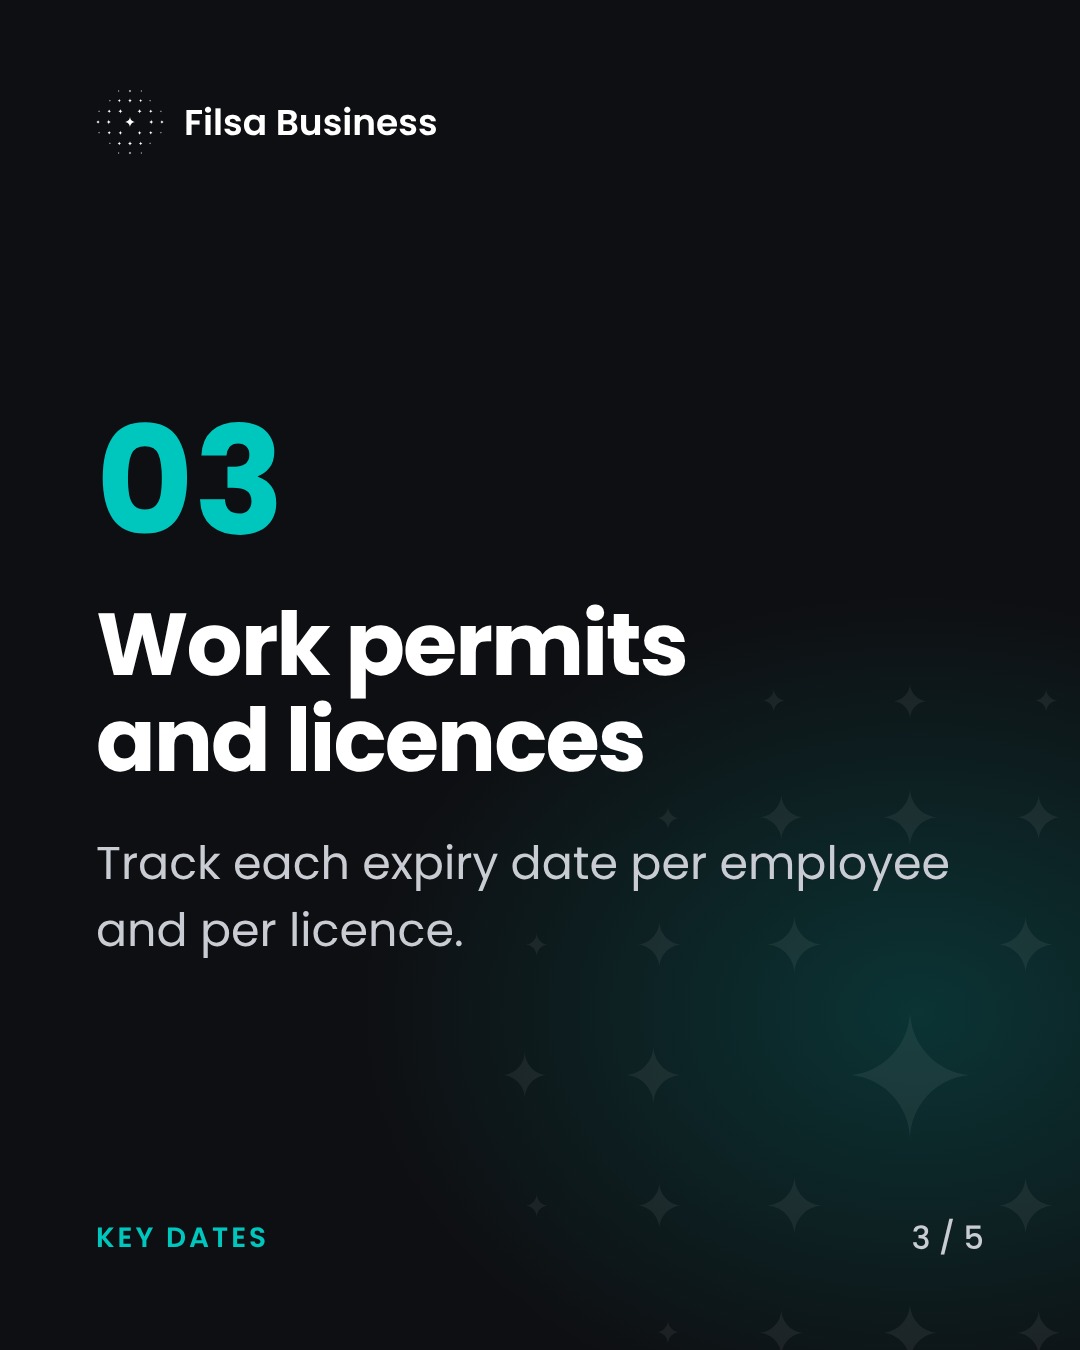 Filsa Business
03
Work permits
and licences
Track each expiry date per employee
and per licence.
KEY DATES
3 / 5